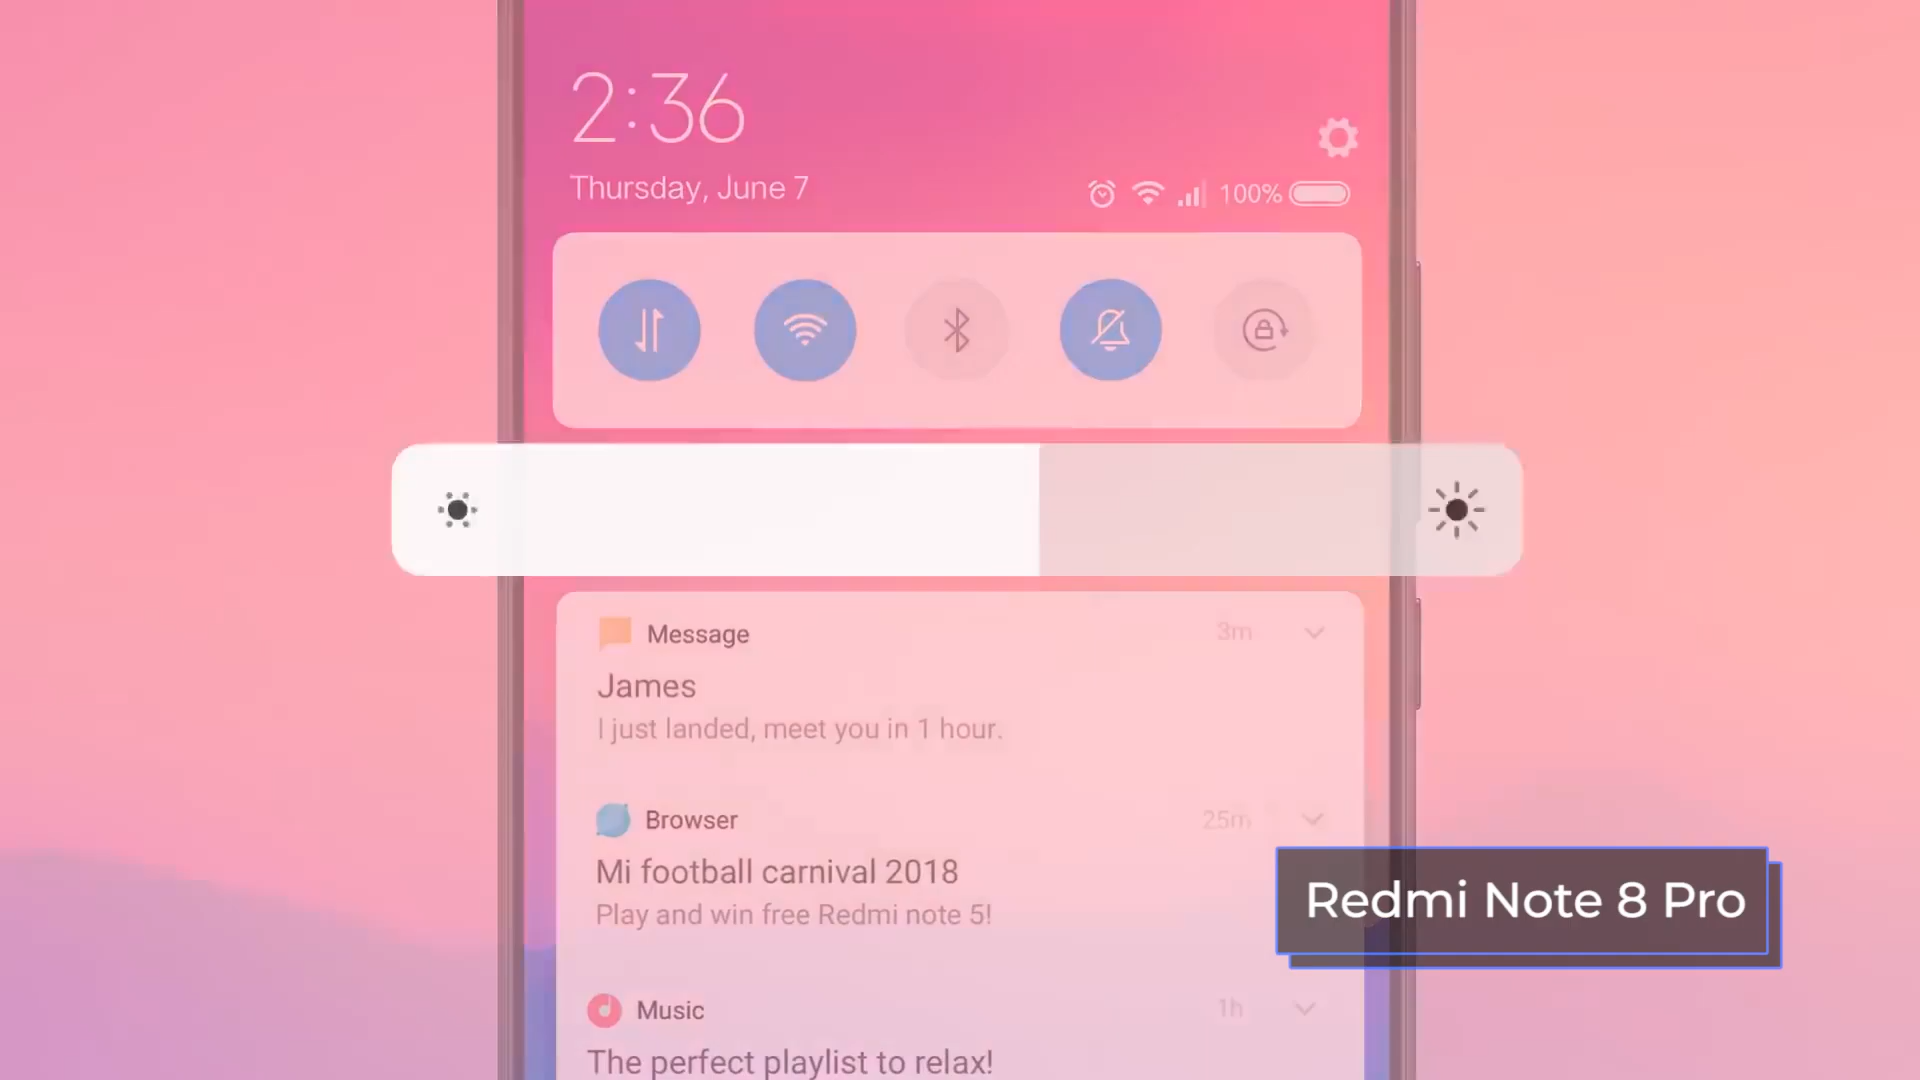 2:36
Thursday, June 7
100%
Message
3m
James
I just landed, meet you in 1 hour.
Browser
25m
Mi football carnival 2018
Play and win free Redmi note 5!
Redmi Note 8 Pro
Music
1h
The perfect playlist to relax!